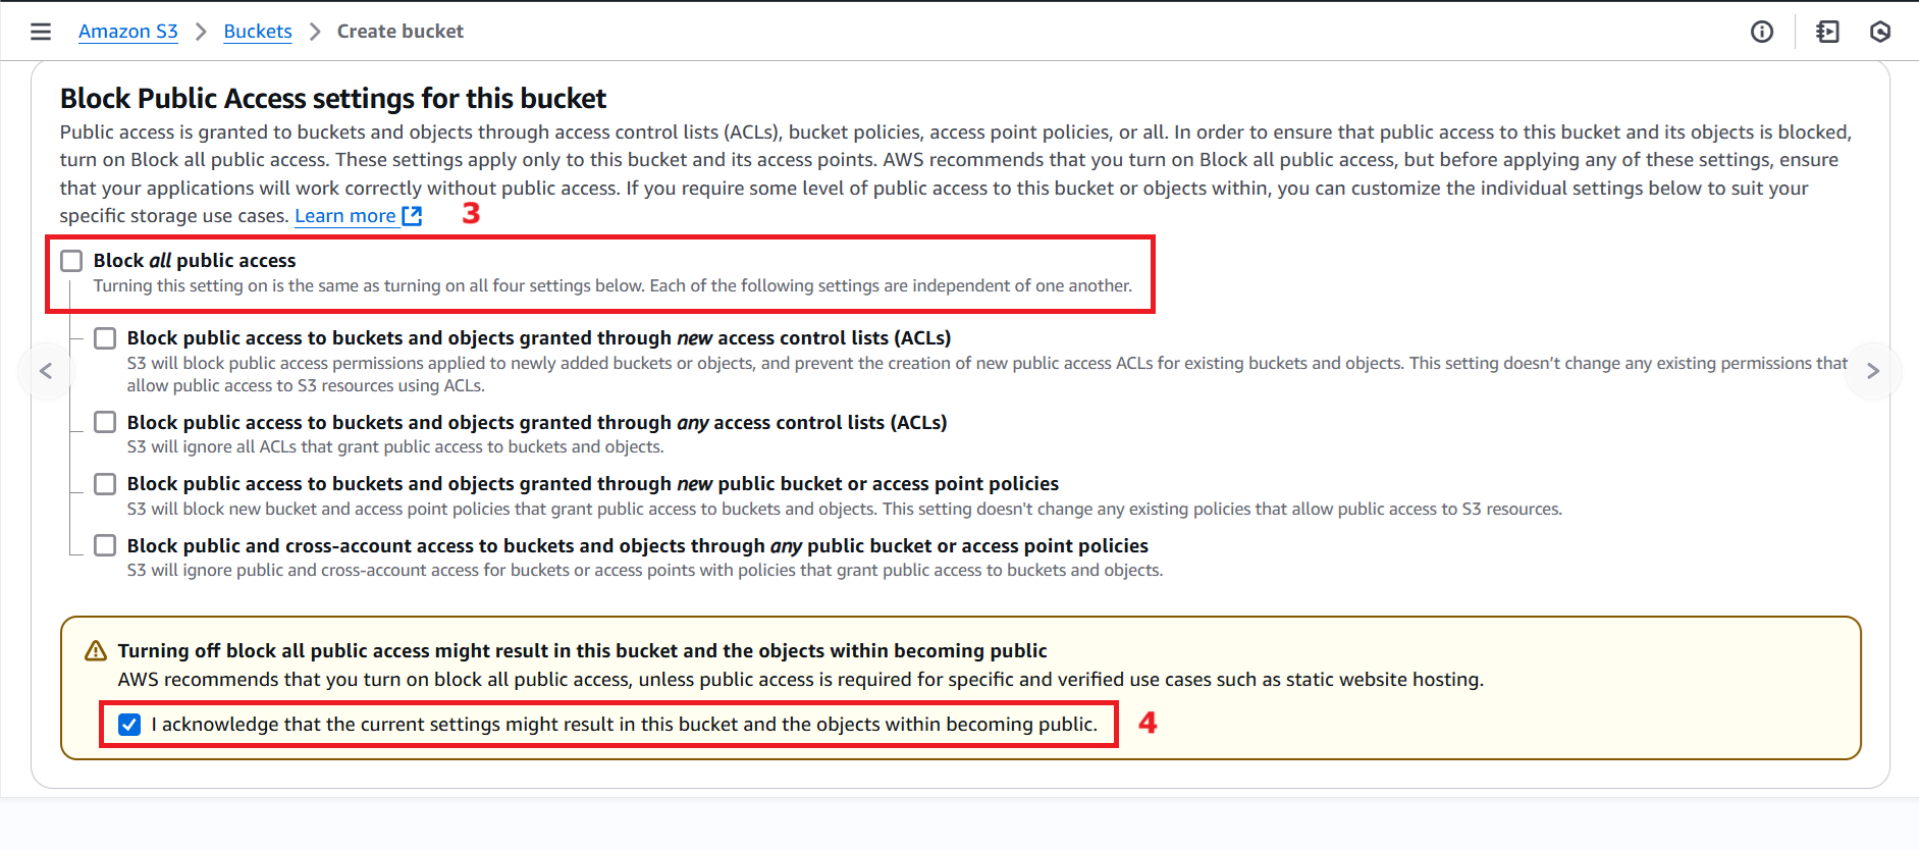 Amazon S3 > Buckets > Create bucket
Block Public Access settings for this bucket
Public access is granted to buckets and objects through access control lists (ACLs), bucket policies, access point policies, or all. In order to ensure that public access to this bucket and its objects is blocked,
turn on Block all public access. These settings apply only to this bucket and its access points. AWS recommends that you turn on Block all public access, but before applying any of these settings, ensure
that your applications will work correctly without public access. If you require some level of public access to this bucket or objects within, you can customize the individual settings below to suit your
specific storage use cases. Learn more 3
Block all public access
Turning this setting on is the same as turning on all four settings below. Each of the following settings are independent of one another.
Block public access to buckets and objects granted through new access control lists (ACLs)
S3 will block public access permissions applied to newly added buckets or objects, and prevent the creation of new public access ACLs for existing buckets and objects. This setting doesn't change any existing permissions that
allow public access to S3 resources using ACLs.
Block public access to buckets and objects granted through any access control lists (ACLs)
S3 will ignore all ACLs that grant public access to buckets and objects.
Block public access to buckets and objects granted through new public bucket or access point policies
S3 will block new bucket and access point policies that grant public access to buckets and objects. This setting doesn't change any existing policies that allow public access to S3 resources.
Block public and cross-account access to buckets and objects through any public bucket or access point policies
S3 will ignore public and cross-account access for buckets or access points with policies that grant public access to buckets and objects.
Turning off block all public access might result in this bucket and the objects within becoming public
AWS recommends that you turn on block all public access, unless public access is required for specific and verified use cases such as static website hosting.
I acknowledge that the current settings might result in this bucket and the objects within becoming public. 4